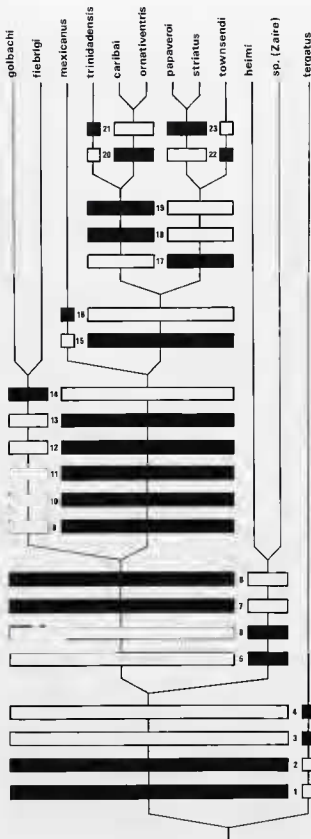 golbachi
fiebrigi
mexicanus
trinidadensis
caribai
ornativentris
papaveroi
striatus
townsendi
heimi
sp. (Zaire)
tergatus
21 23
20 22
19
18
17
16
15
14
13
12
11
10
9
8
7
6
5
4
3
2
1